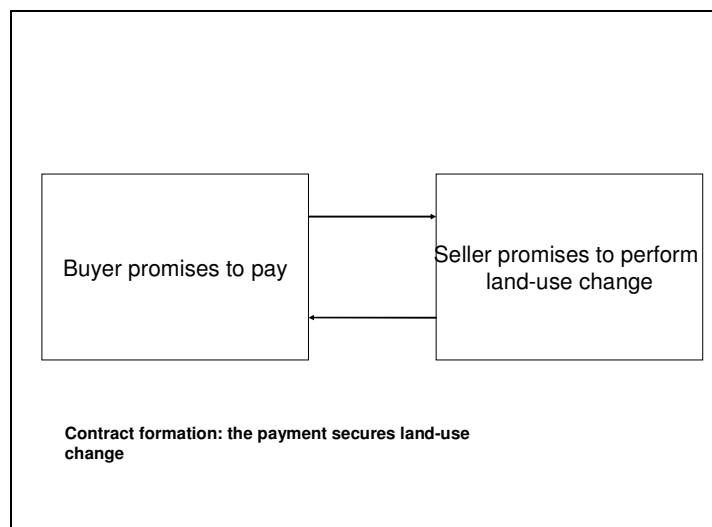 Buyer promises to pay
Seller promises to perform
land-use change
Contract formation: the payment secures land-use
change